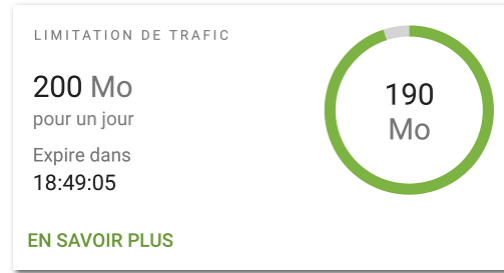 LIMITATION DE TRAFIC
200 Mo
pour un jour
Expire dans
18:49:05
EN SAVOIR PLUS
190
Mo